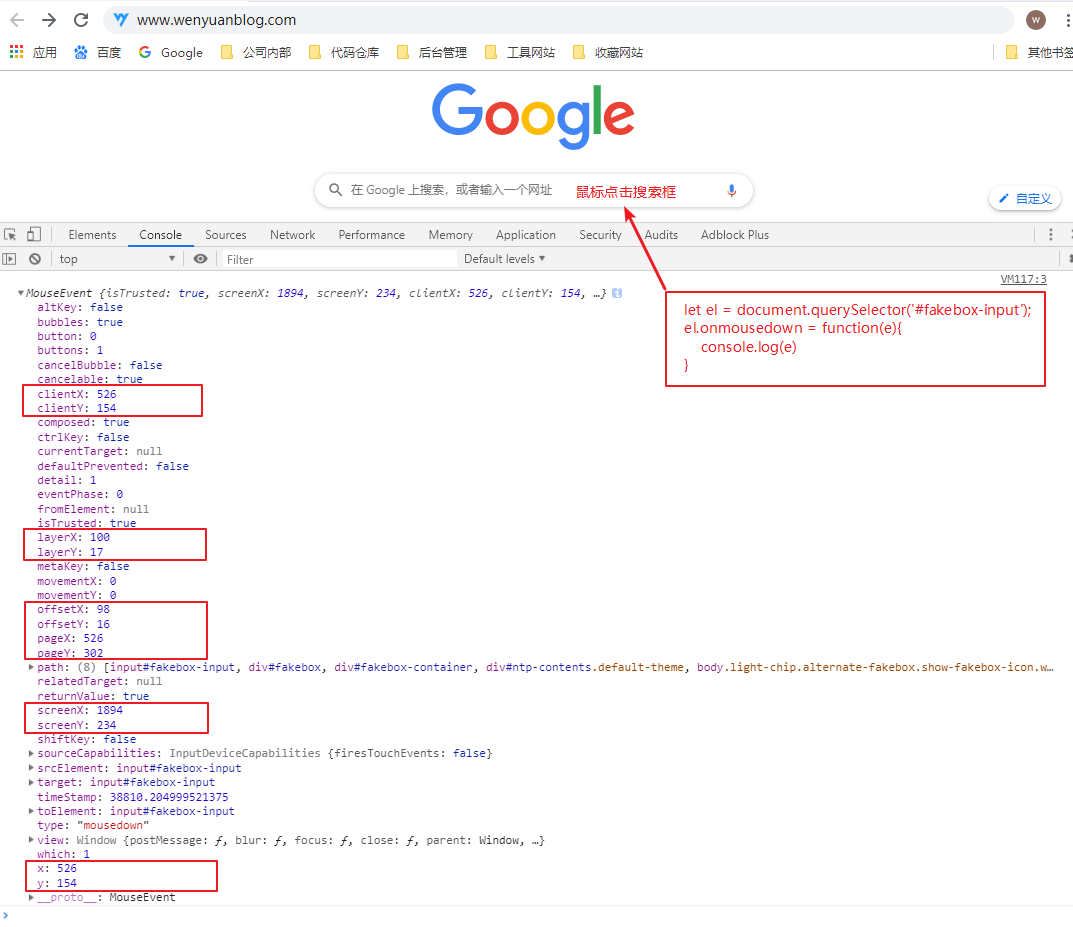 www.wenyuanblog.com
W
应用 百度 Google 公司内部 代码仓库 后台管理 工具网站 收藏网站 其他书签
Google
在 Google 上搜索，或者输入一个网址 鼠标点击搜索框
自定义
Elements Console Sources Network Performance Memory Application Security Audits Adblock Plus
top Filter Default levels
VM117:3
MouseEvent {isTrusted: true, screenX: 1894, screenY: 234, clientX: 526, clientY: 154, …}
let el = document.querySelector('#fakebox-input');
el.onmousedown = function(e){
console.log(e)
}
altKey: false
bubbles: true
button: 0
buttons: 1
cancelBubble: false
cancelable: true
clientX: 526
clientY: 154
composed: true
ctrlKey: false
currentTarget: null
defaultPrevented: false
detail: 1
eventPhase: 0
fromElement: null
isTrusted: true
layerX: 100
layerY: 17
metaKey: false
movementX: 0
movementY: 0
offsetX: 98
offsetY: 16
pageX: 526
pageY: 302
path: (8) [input#fakebox-input, div#fakebox, div#fakebox-container, div#ntp-contents.default-theme, body.light-chip.alternate-fakebox.show-fakebox-icon.w…
relatedTarget: null
returnValue: true
screenX: 1894
screenY: 234
shiftKey: false
sourceCapabilities: InputDeviceCapabilities {firesTouchEvents: false}
srcElement: input#fakebox-input
target: input#fakebox-input
timeStamp: 38810.204999521375
toElement: input#fakebox-input
type: "mousedown"
view: Window {postMessage: ƒ, blur: ƒ, focus: ƒ, close: ƒ, parent: Window, …}
which: 1
x: 526
y: 154
__proto__: MouseEvent